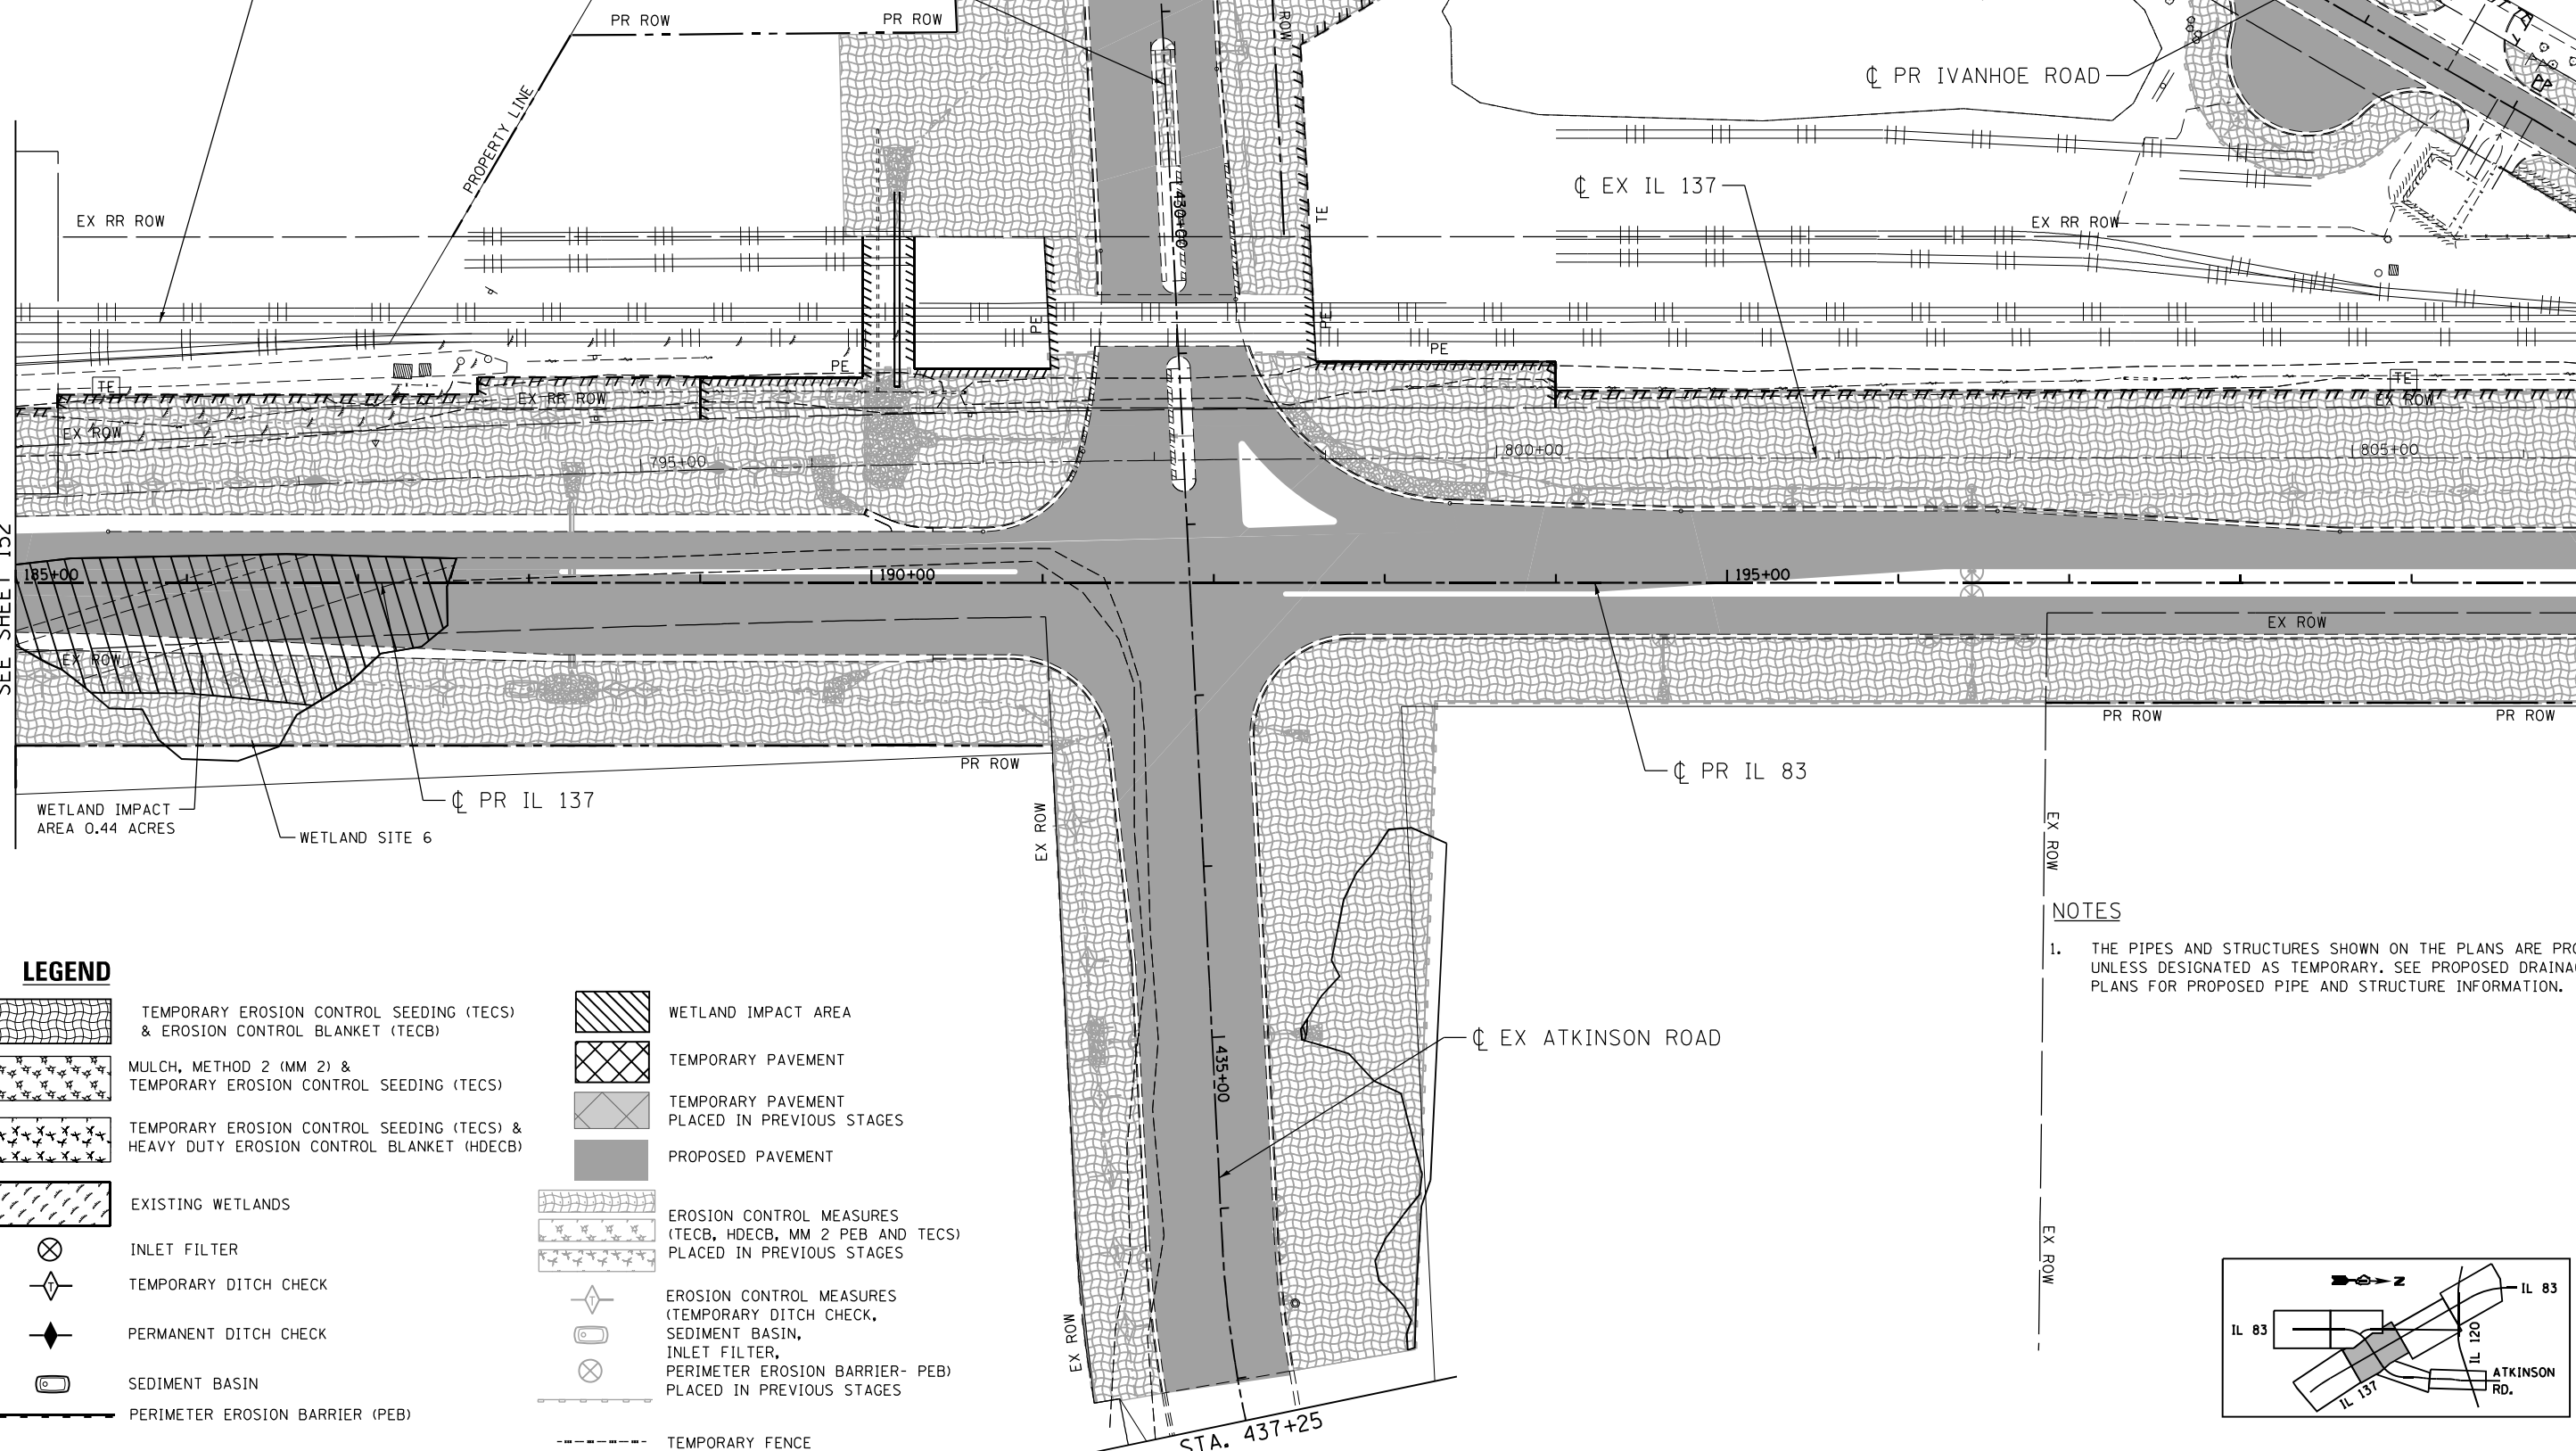 PR ROW
PR ROW
ROW
℄ PR IVANHOE ROAD
PROPERTY LINE
℄ EX IL 137
EX RR ROW
430+00
TE
EX RR ROW
PE
PE
PE
PE
TE
TE
EX RR ROW
EX ROW
EX ROW
795+00
800+00
805+00
SEE SHEET 152
185+00
190+00
195+00
EX ROW
EX ROW
PR ROW
PR ROW
PR ROW
℄ PR IL 83
℄ PR IL 137
WETLAND IMPACT
AREA 0.44 ACRES
WETLAND SITE 6
EX ROW
EX ROW
NOTES
1. THE PIPES AND STRUCTURES SHOWN ON THE PLANS ARE
UNLESS DESIGNATED AS TEMPORARY. SEE PROPOSED
PLANS FOR PROPOSED PIPE AND STRUCTURE INFORMATION.
℄ EX ATKINSON ROAD
435+00
EX ROW
EX ROW
STA. 437+25
LEGEND
TEMPORARY EROSION CONTROL SEEDING (TECS)
& EROSION CONTROL BLANKET (TECB)
MULCH, METHOD 2 (MM 2) &
TEMPORARY EROSION CONTROL SEEDING (TECS)
TEMPORARY EROSION CONTROL SEEDING (TECS) &
HEAVY DUTY EROSION CONTROL BLANKET (HDECB)
EXISTING WETLANDS
INLET FILTER
T
TEMPORARY DITCH CHECK
PERMANENT DITCH CHECK
SEDIMENT BASIN
PERIMETER EROSION BARRIER (PEB)
WETLAND IMPACT AREA
TEMPORARY PAVEMENT
TEMPORARY PAVEMENT
PLACED IN PREVIOUS STAGES
PROPOSED PAVEMENT
EROSION CONTROL MEASURES
(TECB, HDECB, MM 2 PEB AND TECS)
PLACED IN PREVIOUS STAGES
T
EROSION CONTROL MEASURES
(TEMPORARY DITCH CHECK,
SEDIMENT BASIN,
INLET FILTER,
PERIMETER EROSION BARRIER- PEB)
PLACED IN PREVIOUS STAGES
TEMPORARY FENCE
N
IL 83
IL 83
IL 120
IL 137
ATKINSON
RD.